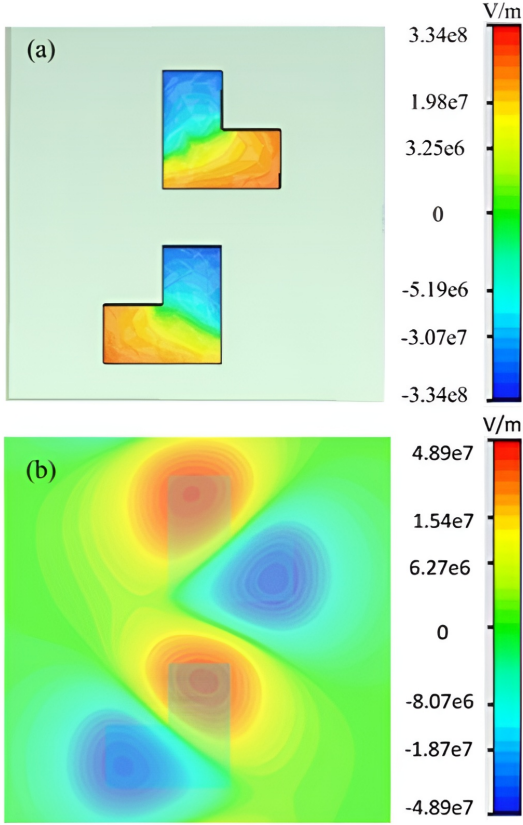 V/m
(a)
3.34e8
1.98e7
3.25e6
0
-5.19e6
-3.07e7
-3.34e8
V/m
(b)
4.89e7
1.54e7
6.27e6
0
-8.07e6
-1.87e7
-4.89e7